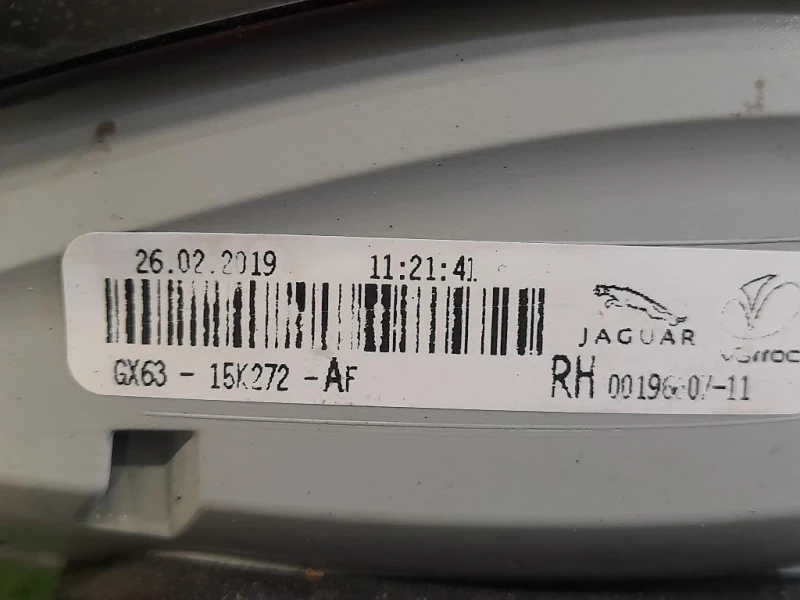 26.02.2019 11:21:41
JAGUAR
GX63 - 15K272 - AF RH